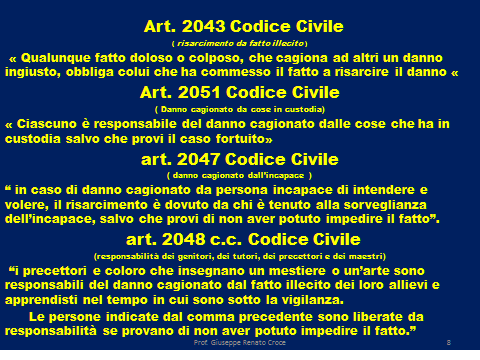 Art. 2043 Codice Civile
( risarcimento da fatto illecito )
« Qualunque fatto doloso o colposo, che cagiona ad altri un danno
ingiusto, obbliga colui che ha commesso il fatto a risarcire il danno «
Art. 2051 Codice Civile
( Danno cagionato da cose in custodia)
« Ciascuno è responsabile del danno cagionato dalle cose che ha in
custodia salvo che provi il caso fortuito»
art. 2047 Codice Civile
( danno cagionato dall'incapace )
“ in caso di danno cagionato da persona incapace di intendere e
volere, il risarcimento è dovuto da chi è tenuto alla sorveglianza
dell'incapace, salvo che provi di non aver potuto impedire il fatto”.
art. 2048 c.c. Codice Civile
(responsabilità dei genitori, dei tutori, dei precettori e dei maestri)
“i precettori e coloro che insegnano un mestiere o un'arte sono
responsabili del danno cagionato dal fatto illecito dei loro allievi e
apprendisti nel tempo in cui sono sotto la vigilanza.
Le persone indicate dal comma precedente sono liberate da
responsabilità se provano di non aver potuto impedire il fatto.”
Prof. Giuseppe Renato Croce 8